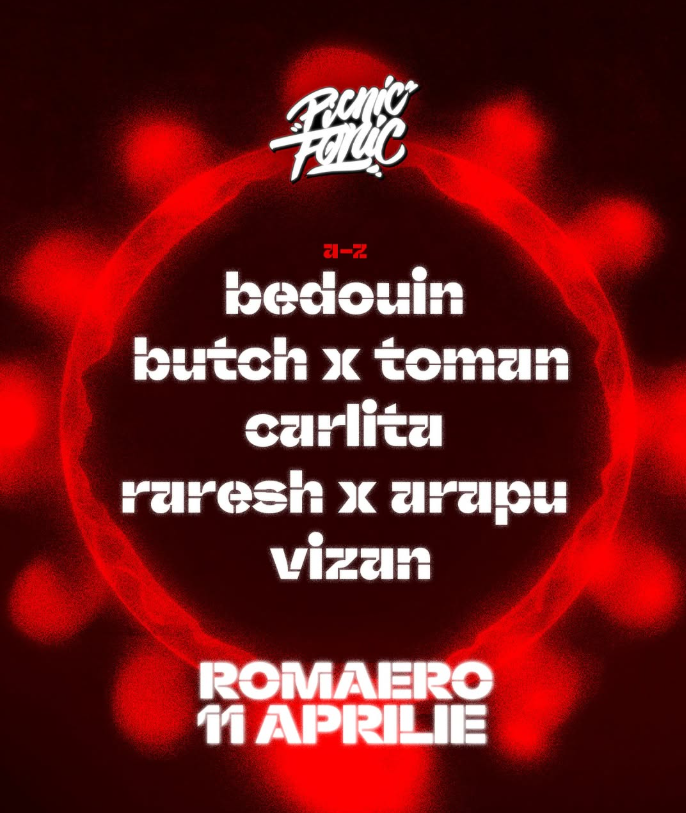 Picnic
Fonic
a-z
bedouin
butch x toman
carlita
raresh x arapu
vizan
ROMAERO
11 APRILIE